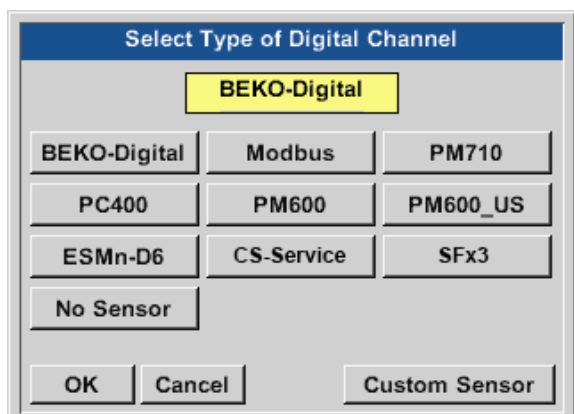 Select Type of Digital Channel
BEKO-Digital
BEKO-Digital Modbus PM710
PC400 PM600 PM600_US
ESMn-D6 CS-Service SFx3
No Sensor
OK Cancel Custom Sensor